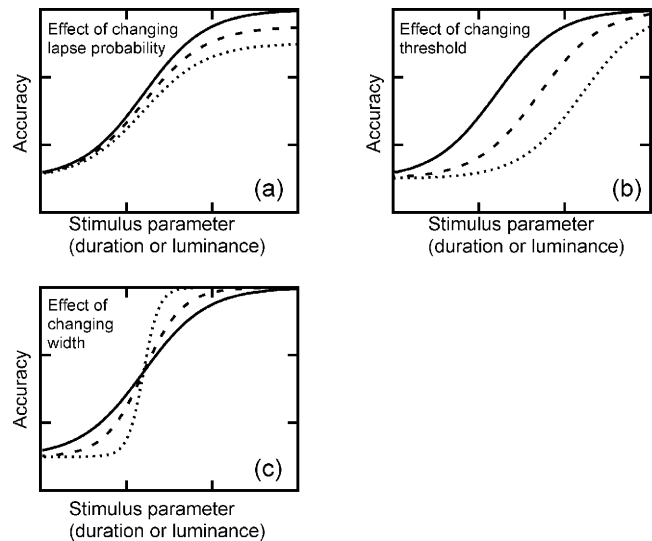 Effect of changing
lapse probability
Accuracy
(a)
Stimulus parameter
(duration or luminance)
Effect of changing
threshold
Accuracy
(b)
Stimulus parameter
(duration or luminance)
Effect of
changing
width
Accuracy
(c)
Stimulus parameter
(duration or luminance)